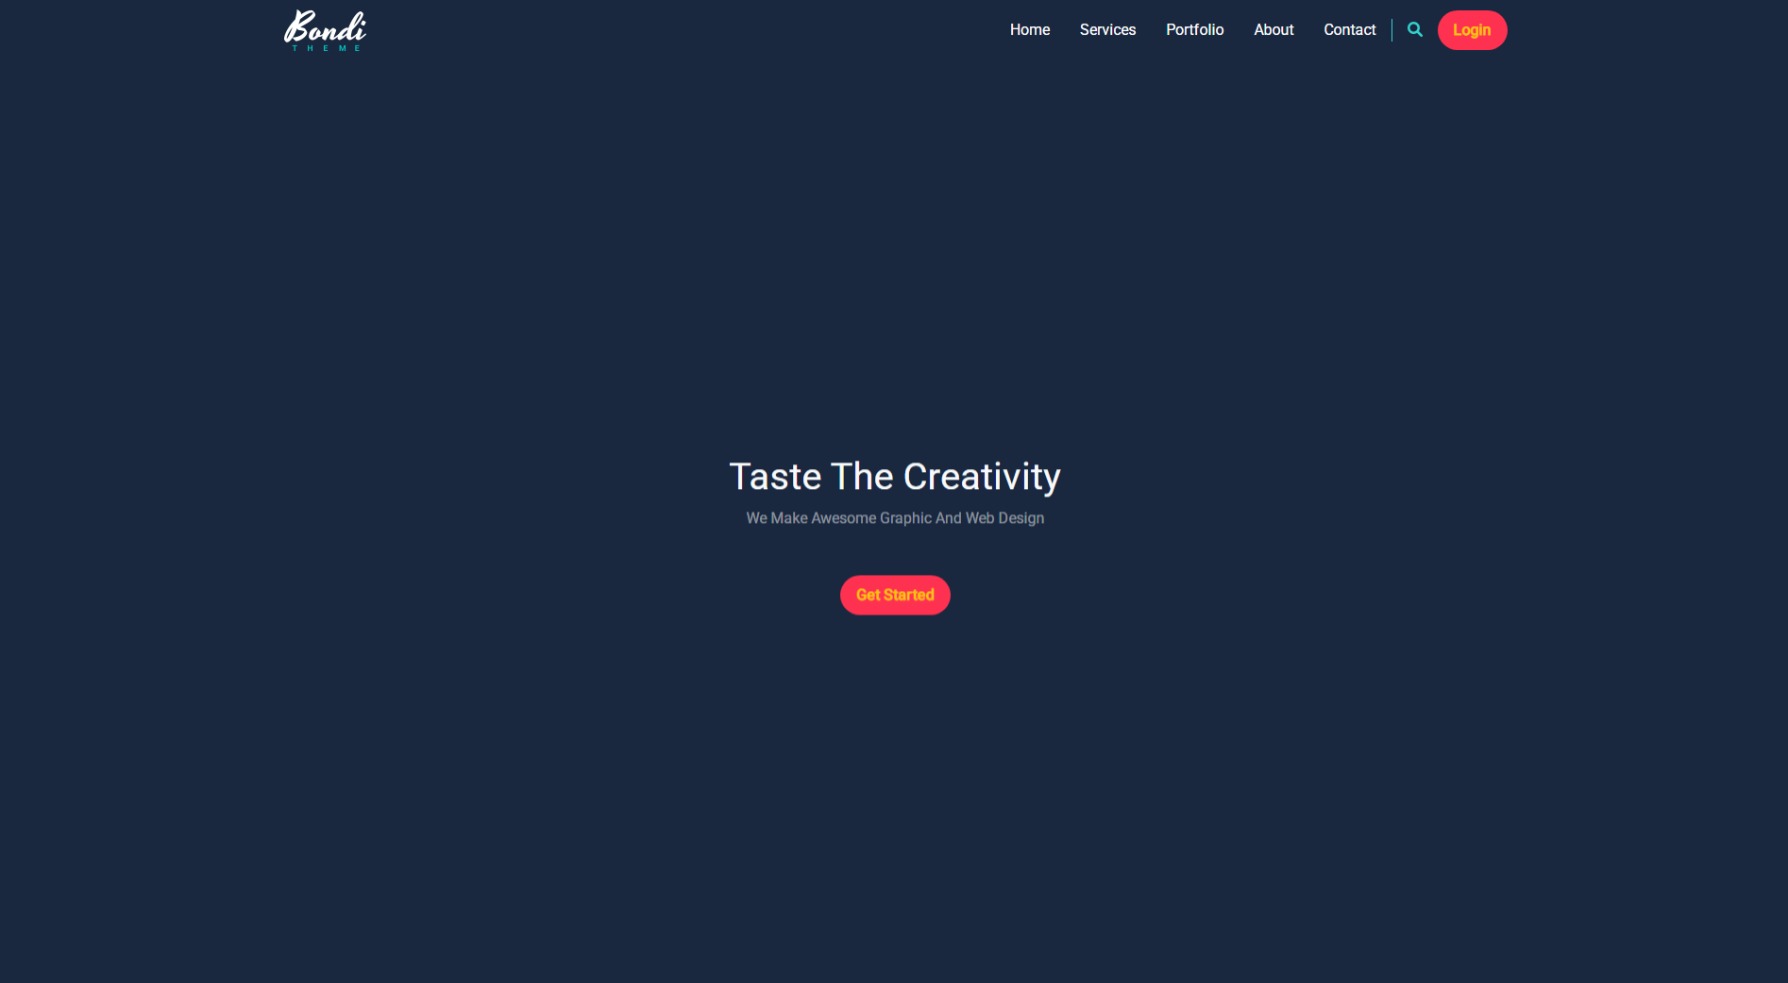 Bondi
THEME
Home Services Portfolio About Contact Login
Taste The Creativity
We Make Awesome Graphic And Web Design
Get Started